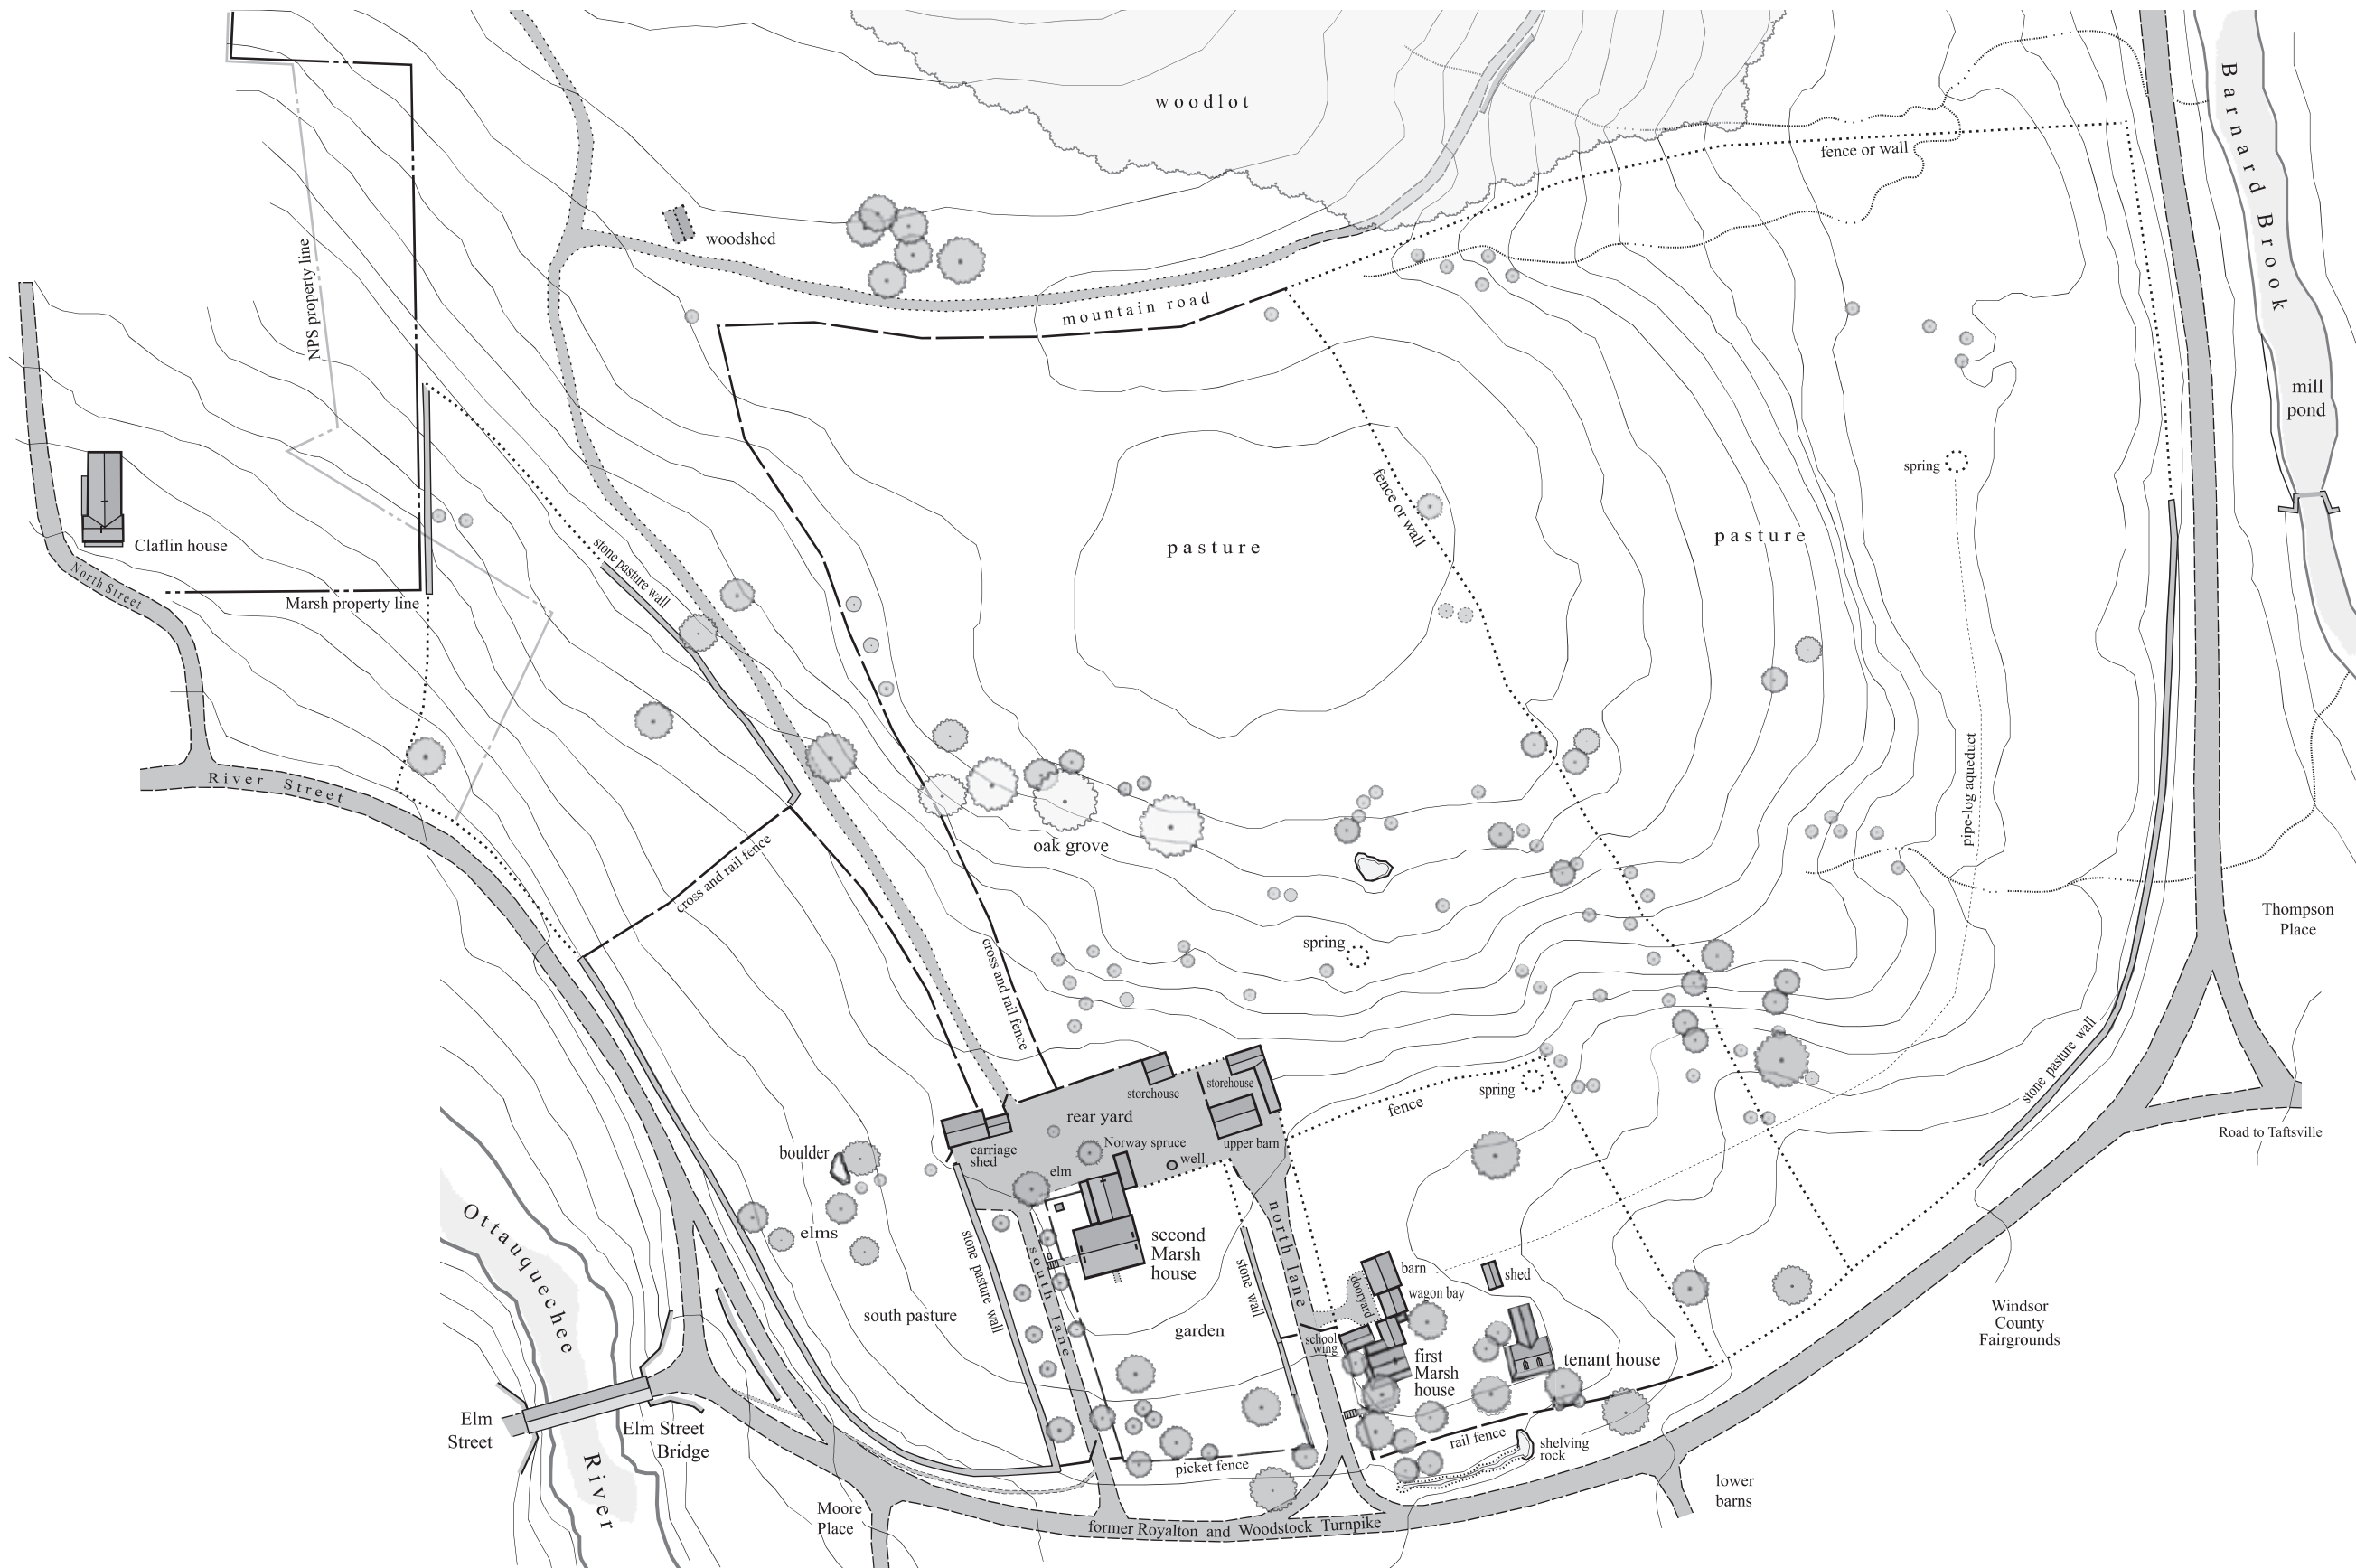 woodlot
Barnard Brook
fence or wall
woodshed
NPS property line
mountain road
mill
pond
spring
fence or wall
pasture
pasture
Claflin house
North Street
stone pasture wall
Marsh property line
pipe-log aqueduct
River Street
oak grove
cross and rail fence
Thompson
Place
spring
cross and rail fence
stone pasture wall
storehouse
storehouse
spring
fence
rear yard
Road to Taftsville
Norway spruce
upper barn
carriage
shed
boulder
well
elm
Ottauquechee
River
elms
second
Marsh
house
stone pasture wall
south lane
stone wall
north lane
barn
shed
dooryard
wagon bay
Windsor
County
Fairgrounds
south pasture
garden
school
wing
first
Marsh
house
tenant house
Elm
Street
Elm Street
Bridge
rail fence
shelving
rock
picket fence
lower
barns
Moore
Place
former Royalton and Woodstock Turnpike